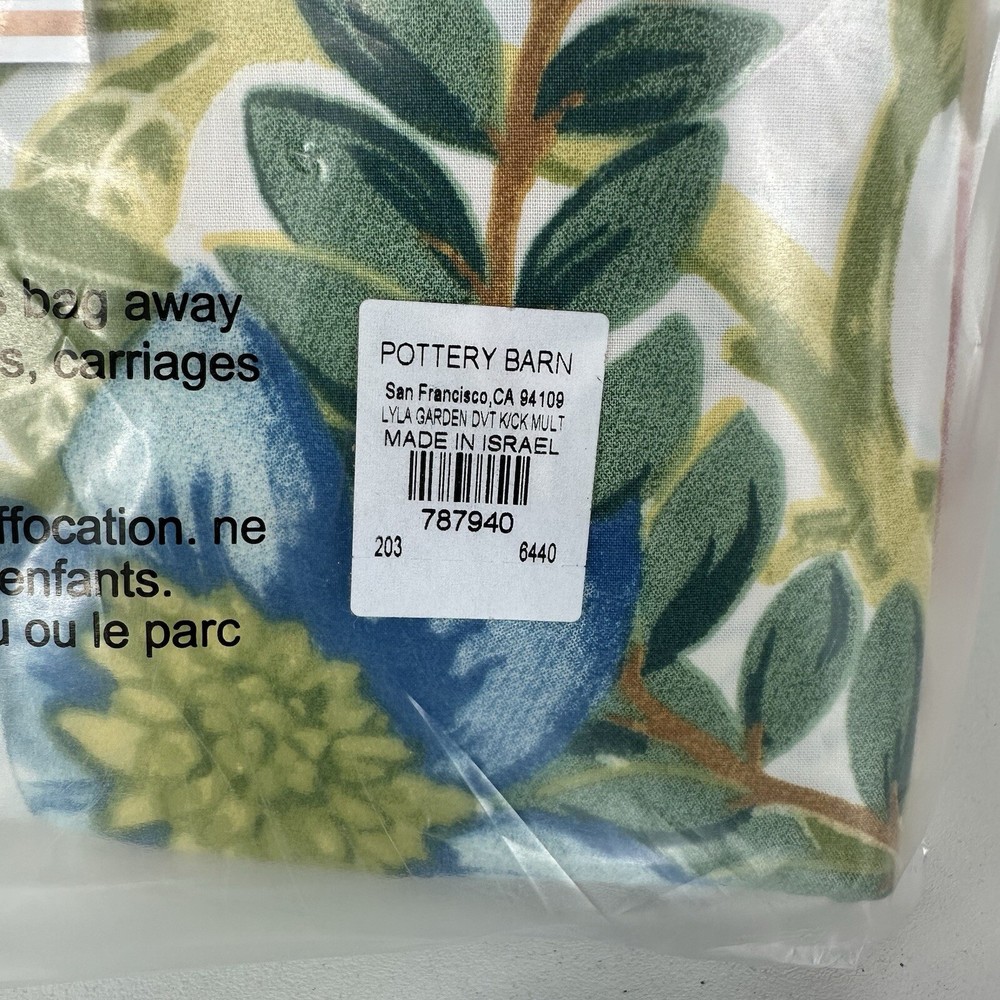 s bag away
s, carriages
ffocation. ne
enfants.
u ou le parc
POTTERY BARN
San Francisco,CA 94109
LYLA GARDEN DVT K/CK MULT
MADE IN ISRAEL
787940
203 6440